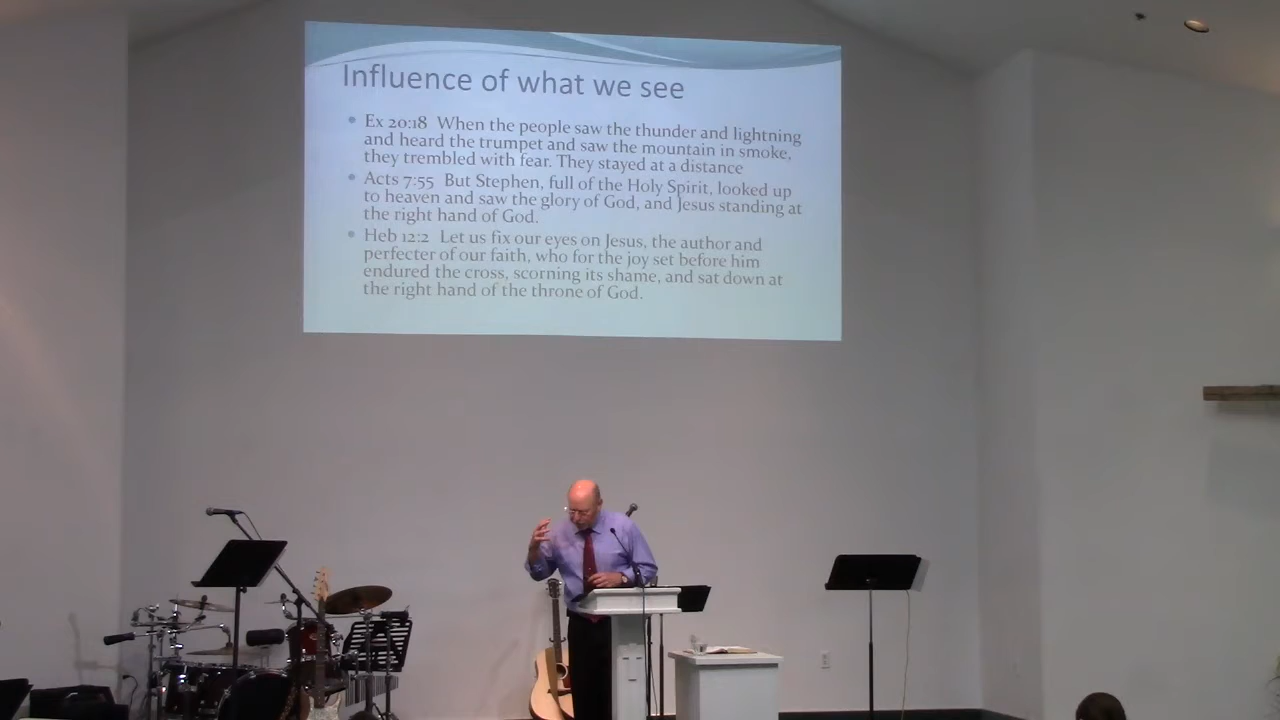 Influence of what we see
• Ex 20:18 When the people saw the thunder and lightning
and heard the trumpet and saw the mountain in smoke,
they trembled with fear. They stayed at a distance
• Acts 7:55 But Stephen, full of the Holy Spirit, looked up
to heaven and saw the glory of God, and Jesus standing at
the right hand of God.
• Heb 12:2 Let us fix our eyes on Jesus, the author and
perfecter of our faith, who for the joy set before him
endured the cross, scorning its shame, and sat down at
the right hand of the throne of God.